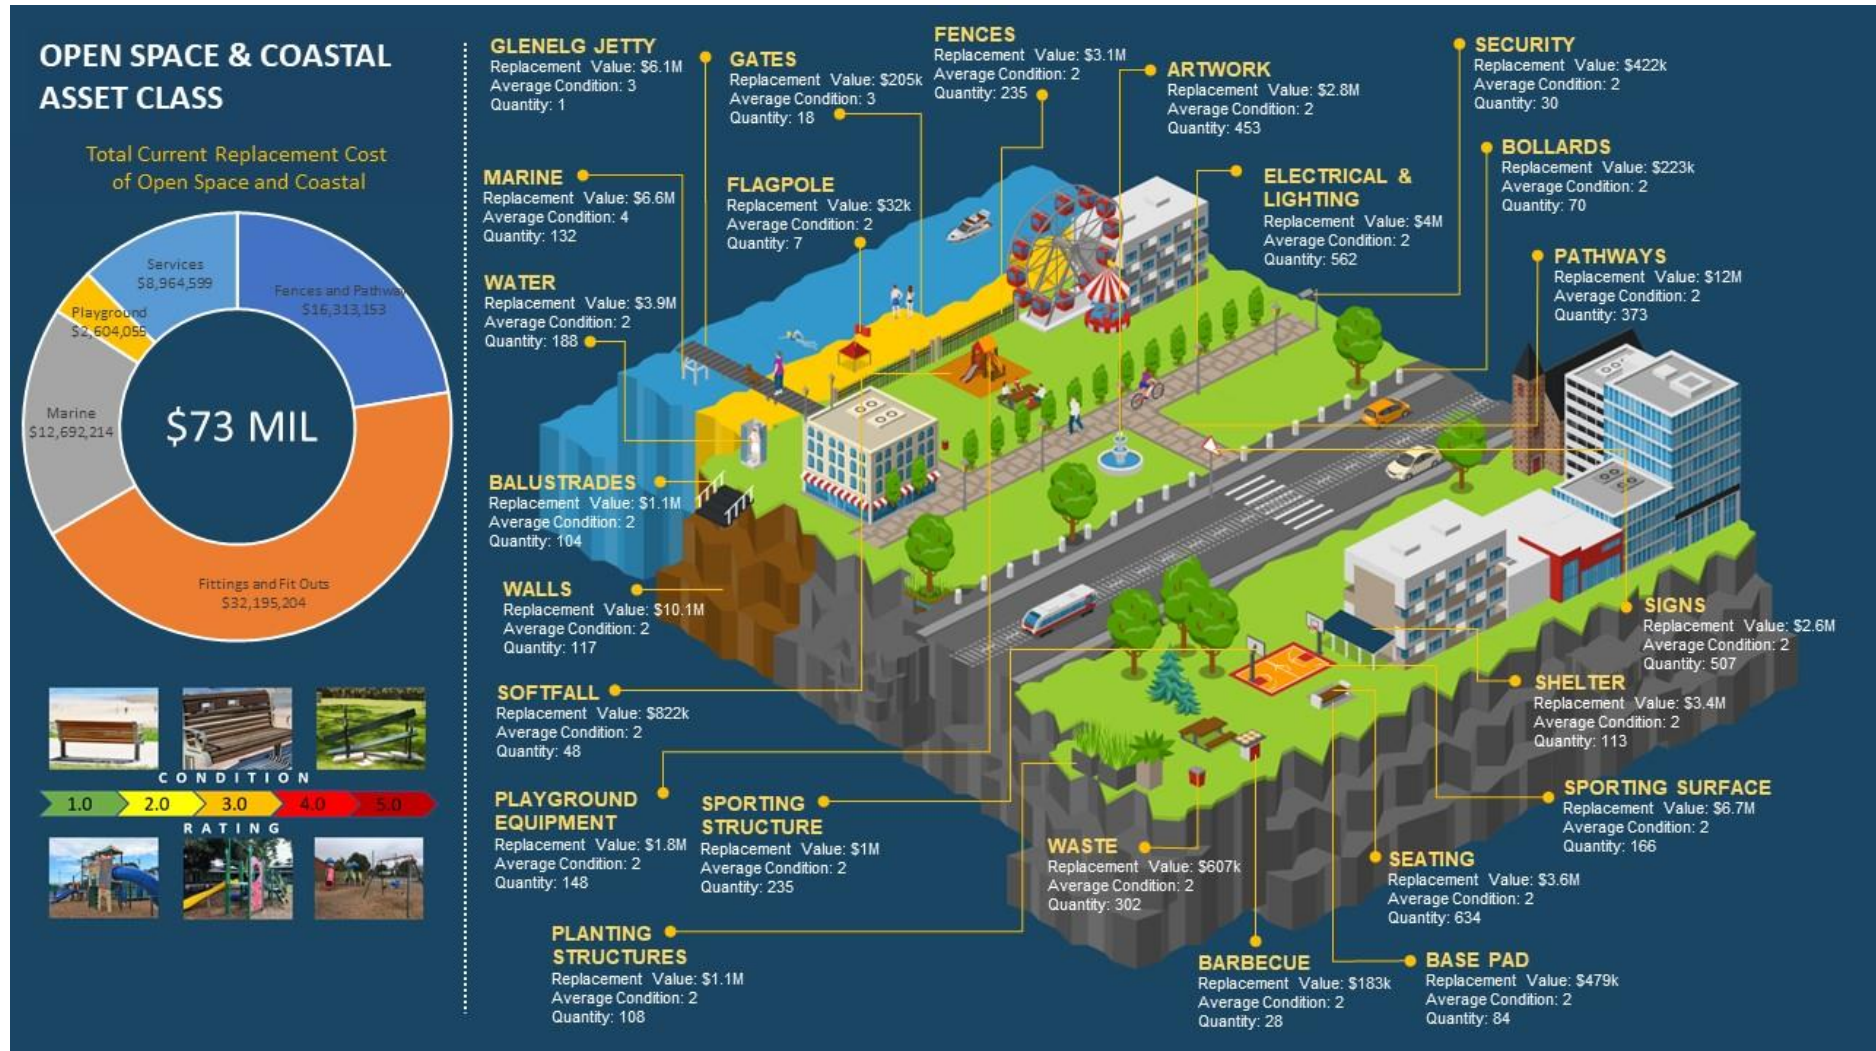 OPEN SPACE & COASTAL
ASSET CLASS
Total Current Replacement Cost
of Open Space and Coastal
Services
$8,964,599
Fences and Pathway
$16,313,153
Playground
$2,604,055
Marine
$12,692,214
$73 MIL
Fittings and Fit Outs
$32,195,204
CONDITION
1.0
2.0
3.0
4.0
5.0
RATING
GLENELG JETTY
Replacement Value: $6.1M
Average Condition: 3
Quantity: 1
GATES
Replacement Value: $205k
Average Condition: 3
Quantity: 18
FENCES
Replacement Value: $3.1M
Average Condition: 2
Quantity: 235
ARTWORK
Replacement Value: $2.8M
Average Condition: 2
Quantity: 453
SECURITY
Replacement Value: $422k
Average Condition: 2
Quantity: 30
MARINE
Replacement Value: $6.6M
Average Condition: 4
Quantity: 132
FLAGPOLE
Replacement Value: $32k
Average Condition: 2
Quantity: 7
ELECTRICAL &
LIGHTING
Replacement Value: $4M
Average Condition: 2
Quantity: 562
BOLLARDS
Replacement Value: $223k
Average Condition: 2
Quantity: 70
WATER
Replacement Value: $3.9M
Average Condition: 2
Quantity: 188
PATHWAYS
Replacement Value: $12M
Average Condition: 2
Quantity: 373
BALUSTRADES
Replacement Value: $1.1M
Average Condition: 2
Quantity: 104
WALLS
Replacement Value: $10.1M
Average Condition: 2
Quantity: 117
SIGNS
Replacement Value: $2.6M
Average Condition: 2
Quantity: 507
SOFTFALL
Replacement Value: $822k
Average Condition: 2
Quantity: 48
SHELTER
Replacement Value: $3.4M
Average Condition: 2
Quantity: 113
PLAYGROUND
EQUIPMENT
Replacement Value: $1.8M
Average Condition: 2
Quantity: 148
SPORTING
STRUCTURE
Replacement Value: $1M
Average Condition: 2
Quantity: 235
SPORTING SURFACE
Replacement Value: $6.7M
Average Condition: 2
Quantity: 166
WASTE
Replacement Value: $607k
Average Condition: 2
Quantity: 302
SEATING
Replacement Value: $3.6M
Average Condition: 2
Quantity: 634
PLANTING
STRUCTURES
Replacement Value: $1.1M
Average Condition: 2
Quantity: 108
BARBECUE
Replacement Value: $183k
Average Condition: 2
Quantity: 28
BASE PAD
Replacement Value: $479k
Average Condition: 2
Quantity: 84